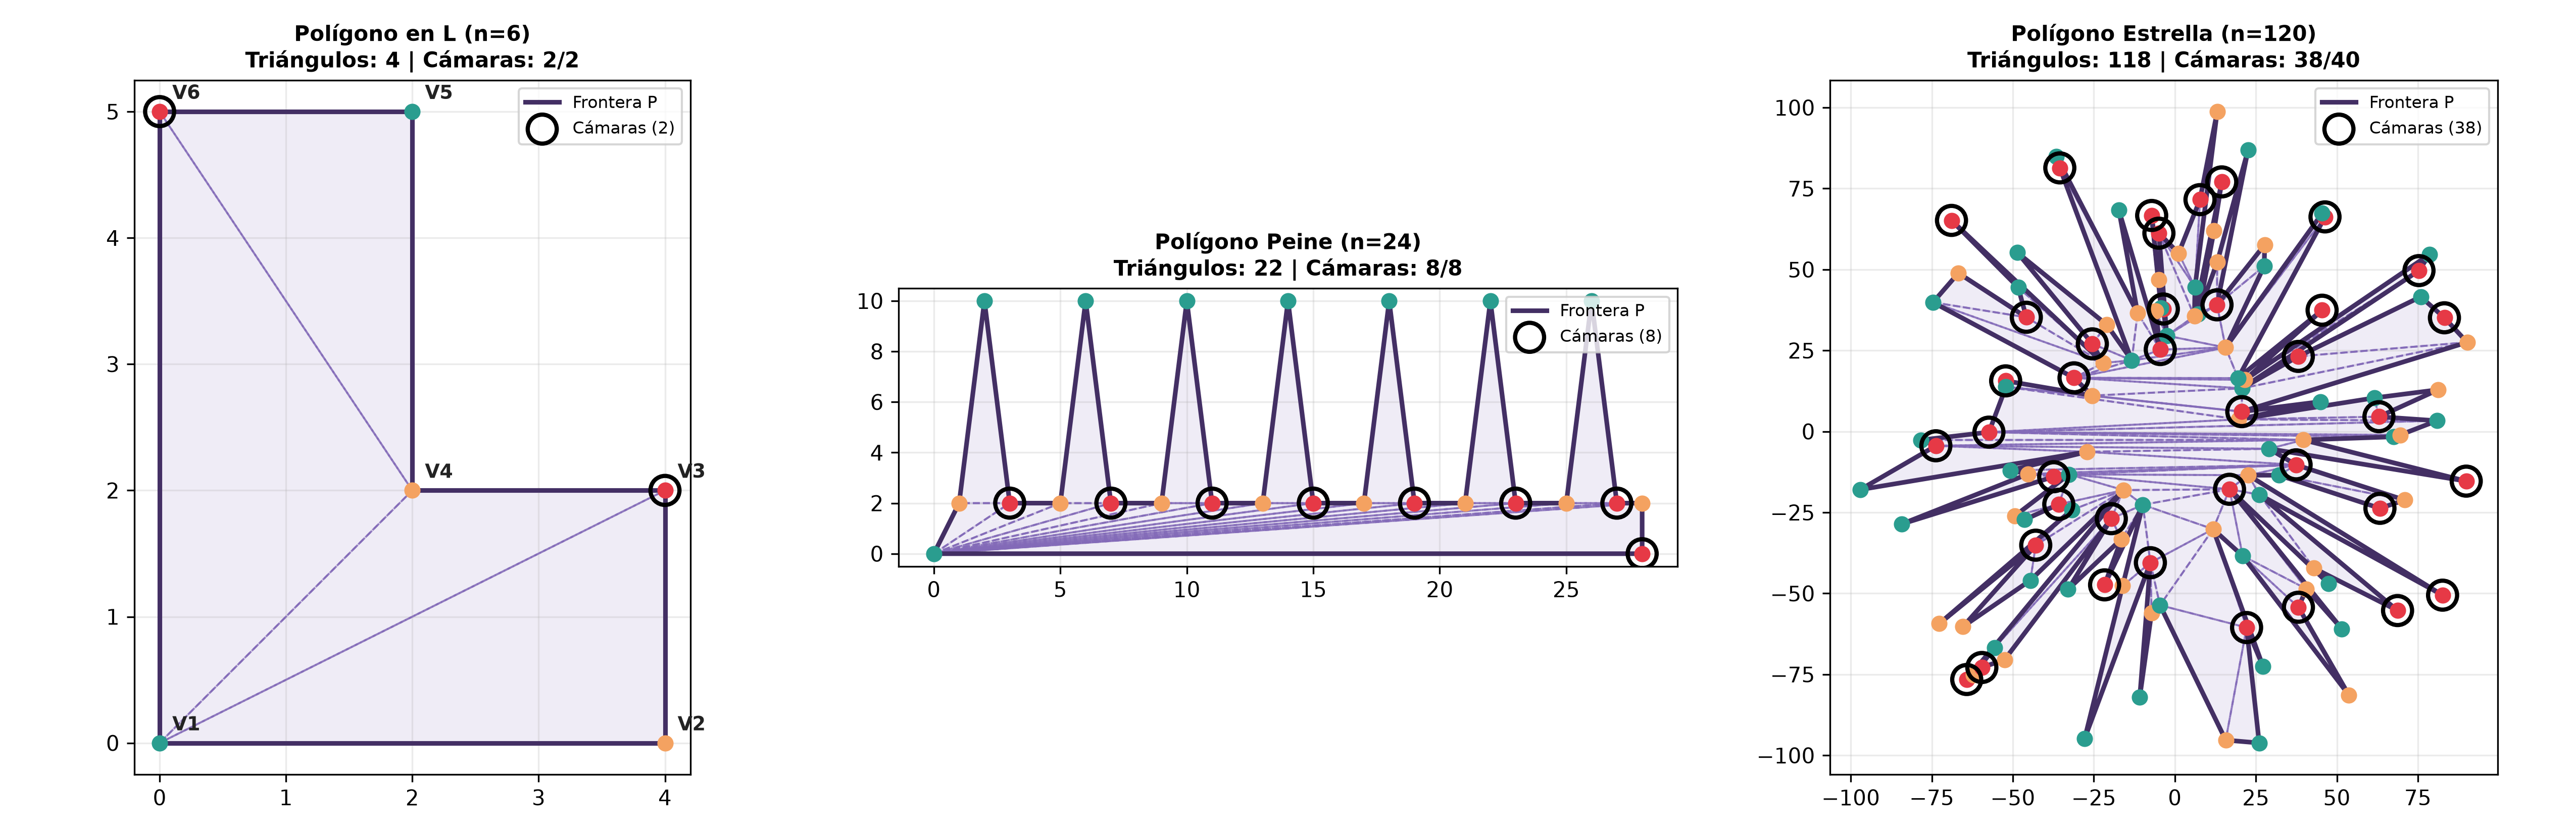 Polígono en L (n=6)
Triángulos: 4 | Cámaras: 2/2
V6
V5
Frontera P
Cámaras (2)
V4
V3
V1
V2
5
4
3
2
1
0
0
1
2
3
4
Polígono Peine (n=24)
Triángulos: 22 | Cámaras: 8/8
Frontera P
Cámaras (8)
10
8
6
4
2
0
0
5
10
15
20
25
Polígono Estrella (n=120)
Triángulos: 118 | Cámaras: 38/40
Frontera P
Cámaras (38)
100
75
50
25
0
−25
−50
−75
−100
−100
−75
−50
−25
0
25
50
75